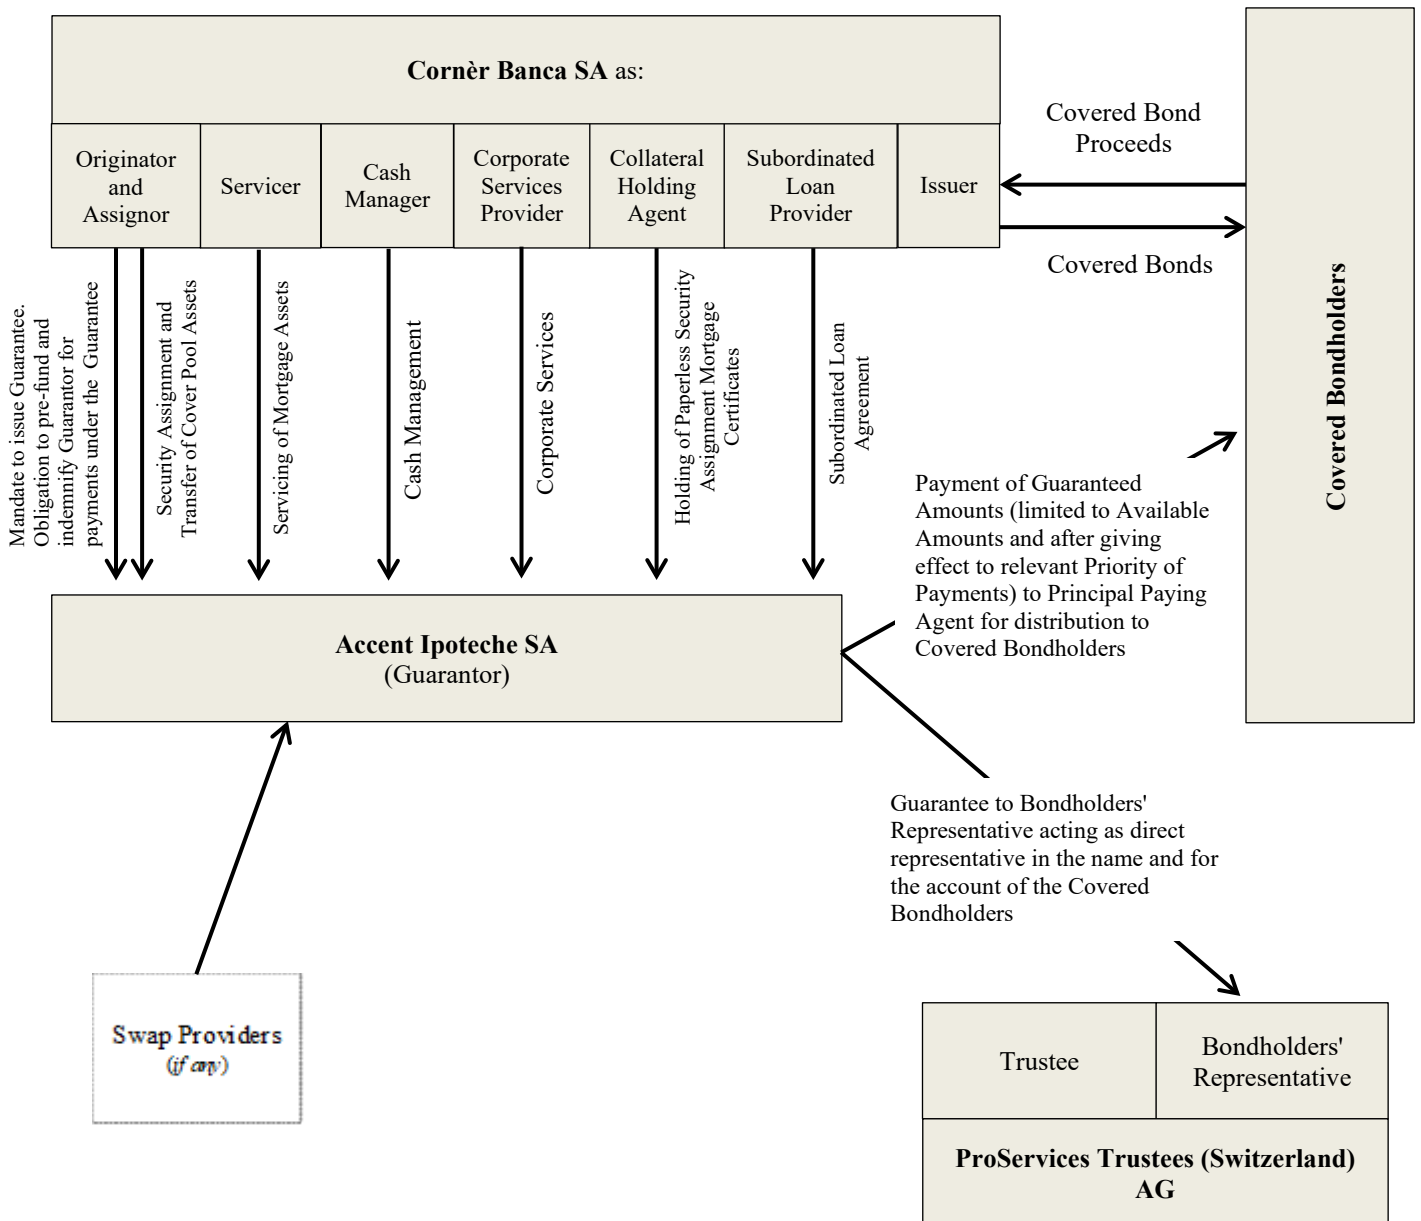 Cornèr Banca SA as:
Originator
and
Assignor
Servicer
Cash
Manager
Corporate
Services
Provider
Collateral
Holding
Agent
Subordinated
Loan
Provider
Issuer
Covered Bond
Proceeds
Covered Bonds
Covered Bondholders
Mandate to issue Guarantee.
Obligation to pre-fund and
indemnify Guarantor for
payments under the Guarantee
Security Assignment and
Transfer of Cover Pool Assets
Servicing of Mortgage Assets
Cash Management
Corporate Services
Holding of Paperless Security
Assignment Mortgage
Certificates
Subordinated Loan
Agreement
Payment of Guaranteed
Amounts (limited to Available
Amounts and after giving
effect to relevant Priority of
Payments) to Principal Paying
Agent for distribution to
Covered Bondholders
Accent Ipoteche SA
(Guarantor)
Guarantee to Bondholders'
Representative acting as direct
representative in the name and for
the account of the Covered
Bondholders
Swap Providers
(if any)
Trustee
Bondholders'
Representative
ProServices Trustees (Switzerland)
AG